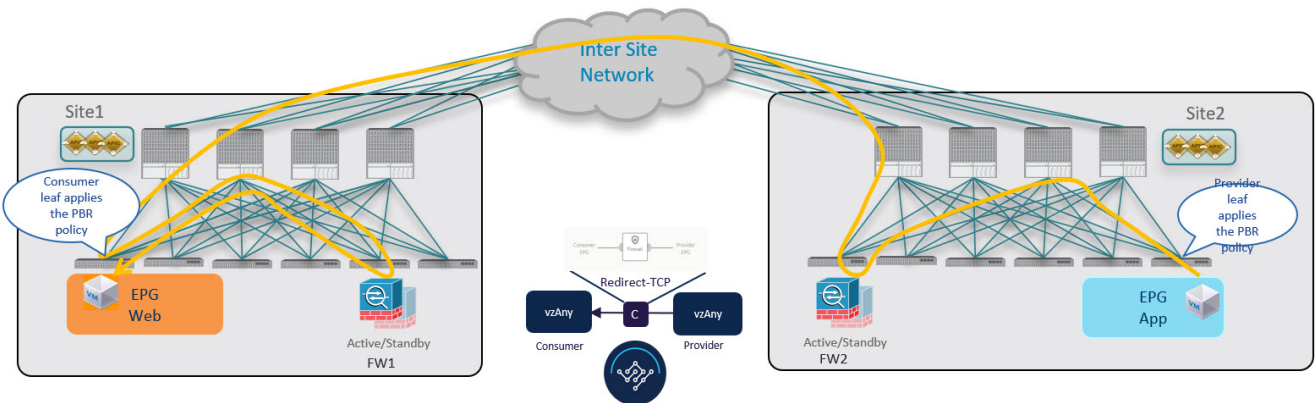 Inter Site
Network
Site1
Site2
Consumer
leaf applies
the PBR
policy
Provider
leaf
applies
the PBR
policy
Consumer
EPG
Firewall
Provider
EPG
Redirect-TCP
VM
EPG
Web
vzAny
C
vzAny
Consumer
Provider
Active/Standby
FW1
Active/Standby
FW2
EPG
App
VM